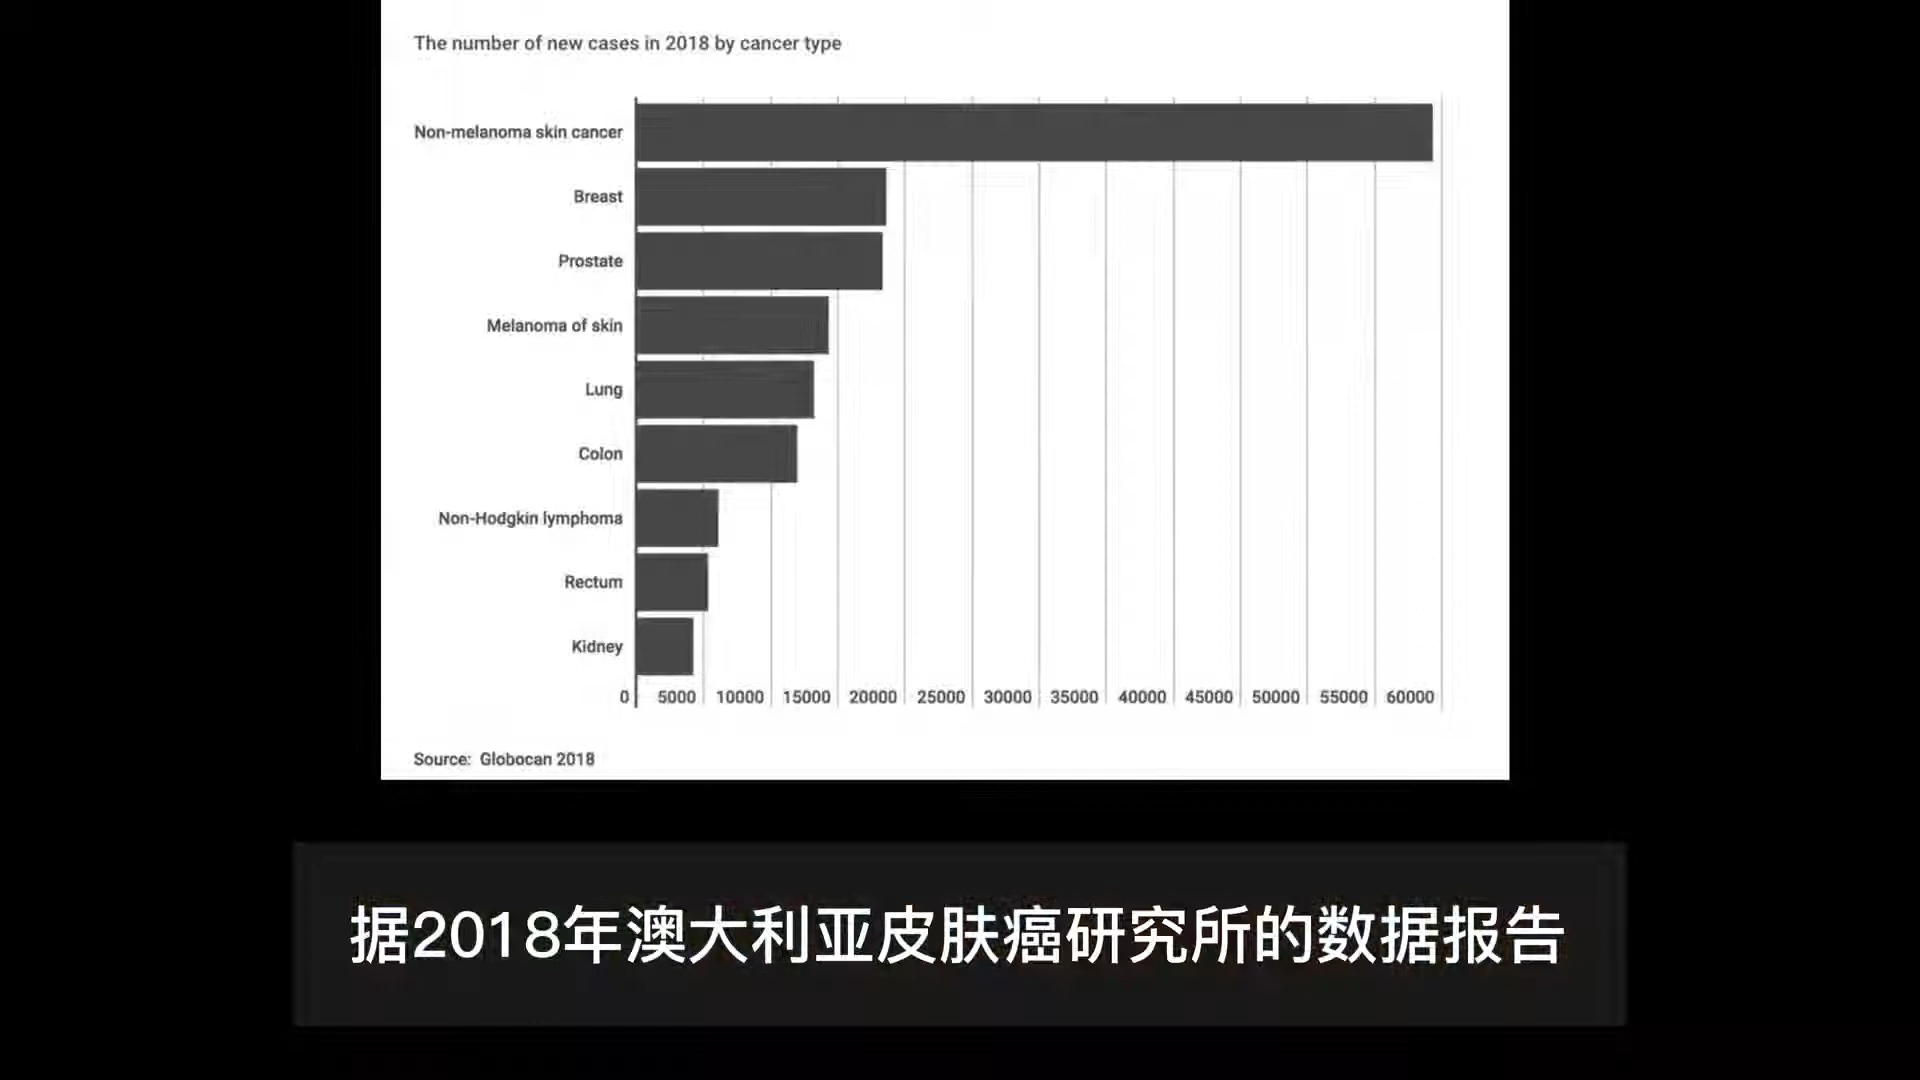 The number of new cases in 2018 by cancer type
Non-melanoma skin cancer
Breast
Prostate
Melanoma of skin
Lung
Colon
Non-Hodgkin lymphoma
Rectum
Kidney
0 5000 10000 15000 20000 25000 30000 35000 40000 45000 50000 55000 60000
Source: Globocan 2018
据2018年澳大利亚皮肤癌研究所的数据报告